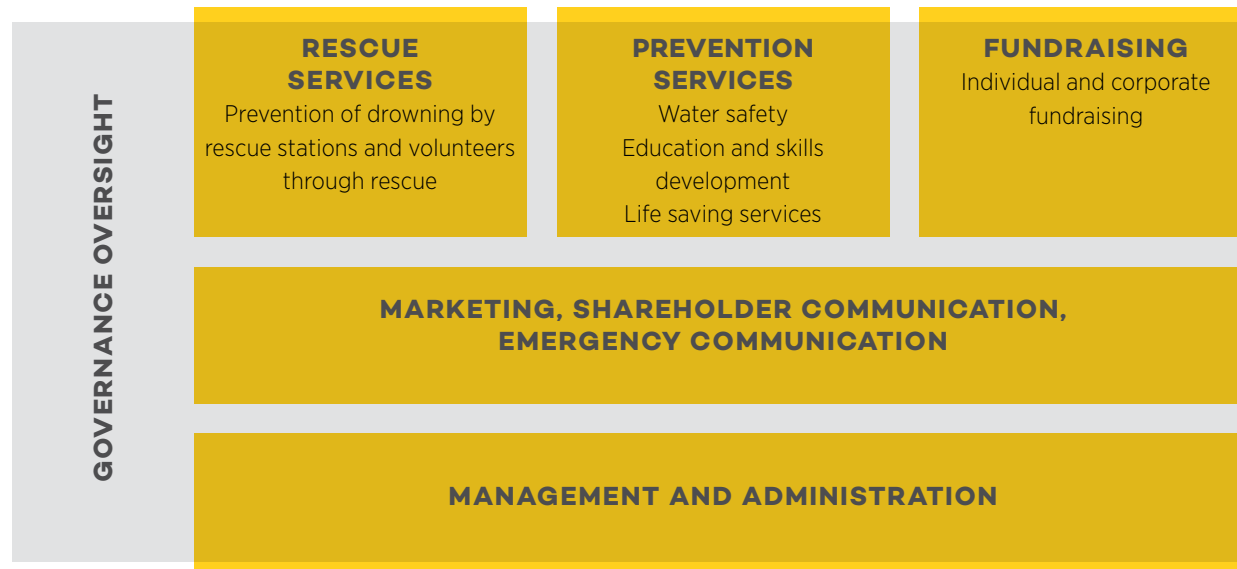 GOVERNANCE OVERSIGHT
RESCUE
SERVICES
Prevention of drowning by
rescue stations and volunteers
through rescue
PREVENTION
SERVICES
Water safety
Education and skills
development
Life saving services
FUNDRAISING
Individual and corporate
fundraising
MARKETING, SHAREHOLDER COMMUNICATION,
EMERGENCY COMMUNICATION
MANAGEMENT AND ADMINISTRATION